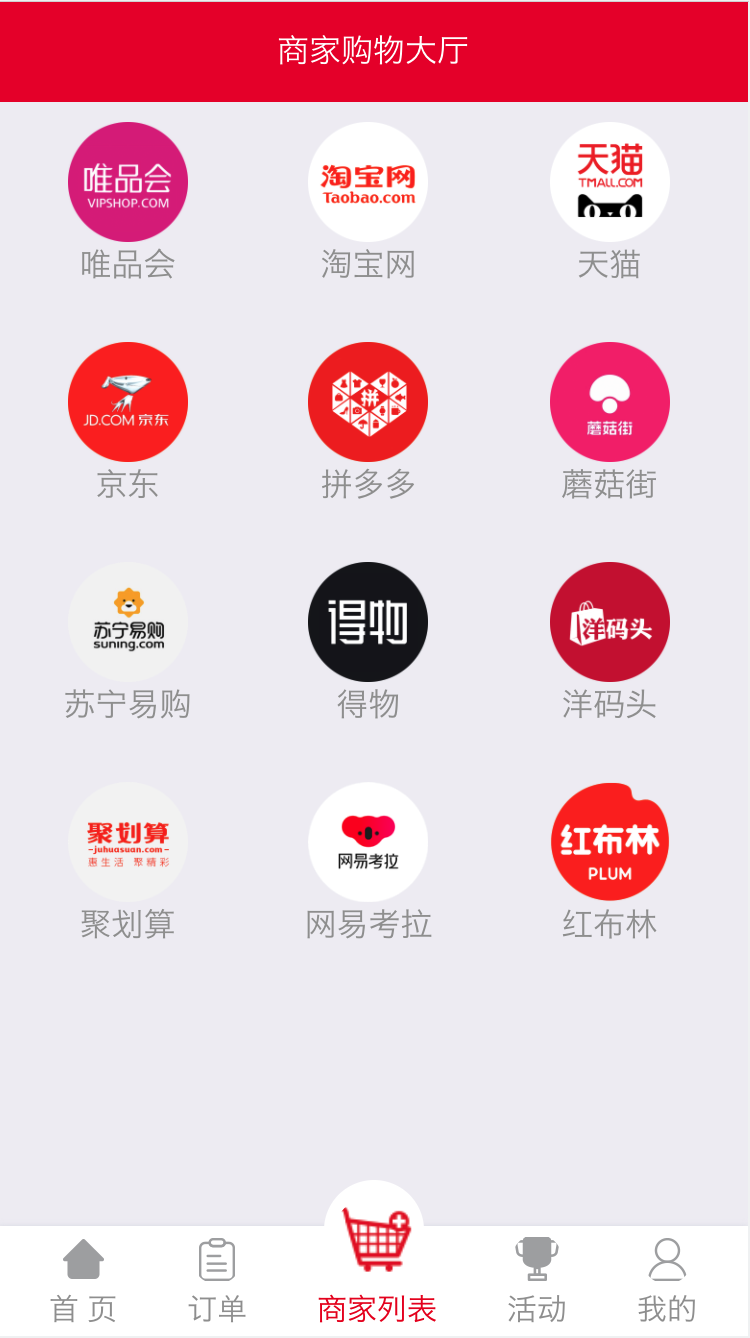 商家购物大厅
唯品会
VIPSHOP.COM
唯品会
淘宝网
Taobao.com
淘宝网
天猫
TMALL.COM
天猫
JD.COM 京东
京东
拼
拼多多
蘑菇街
蘑菇街
苏宁易购
suning.com
苏宁易购
得物
得物
洋码头
洋码头
聚划算
-juhuasuan.com-
惠生活 聚精彩
聚划算
网易考拉
网易考拉
红布林
PLUM
红布林
首 页
订单
商家列表
活动
我的